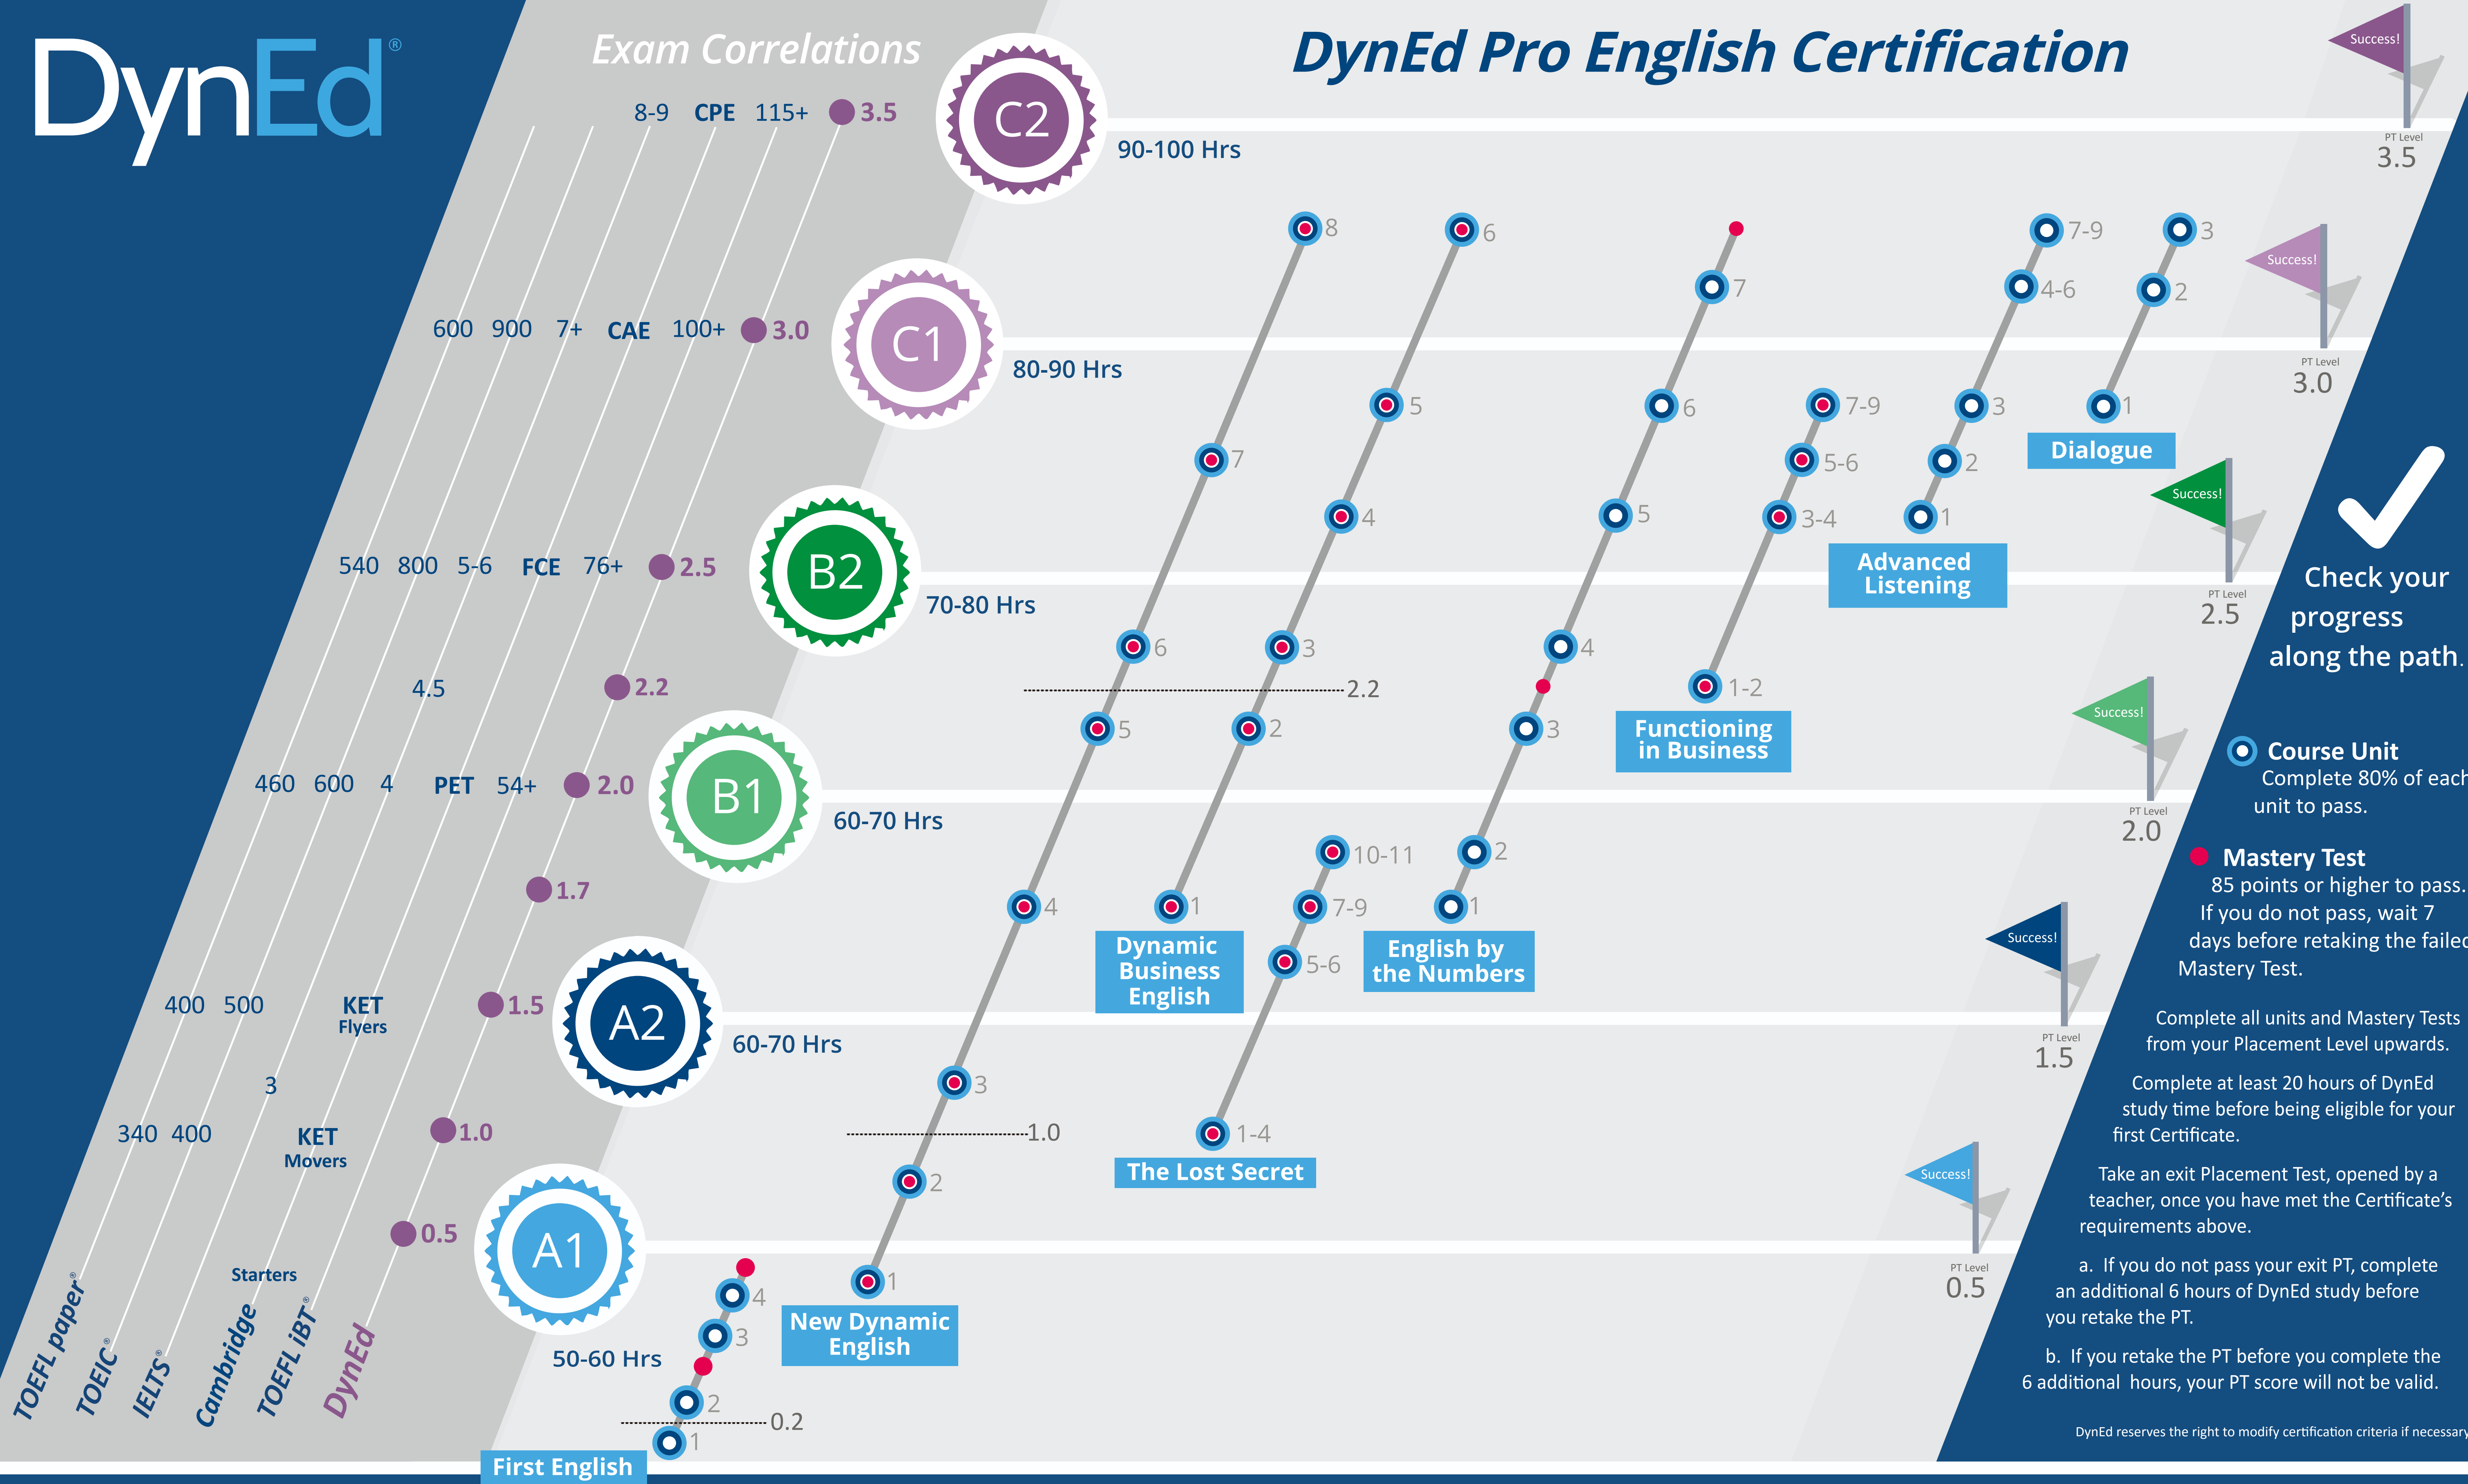 DynEd®
Exam Correlations
DynEd Pro English Certification
8-9 CPE 115+ 3.5
C2
90-100 Hrs
600 900 7+ CAE 100+ 3.0
C1
80-90 Hrs
540 800 5-6 FCE 76+ 2.5
B2
70-80 Hrs
4.5 2.2
460 600 4 PET 54+ 2.0
B1
60-70 Hrs
1.7
400 500 KET 1.5
Flyers
A2
60-70 Hrs
3
340 400 KET 1.0
Movers
0.5
A1
50-60 Hrs
Starters
TOEFL paper®
TOEIC®
IELTS®
Cambridge
TOEFL iBT®
DynEd
4
3
2
0.2
1
First English
8
7
6
5
4
3
1.0
2
1
New Dynamic
English
6
5
4
3
2.2
2
1
Dynamic
Business
English
10-11
7-9
5-6
1-4
The Lost Secret
7
6
5
4
3
2
1
English by
the Numbers
7-9
5-6
3-4
1-2
Functioning
in Business
7-9
4-6
3
2
1
Advanced
Listening
3
2
1
Dialogue
Success!
PT Level
3.5
Success!
PT Level
3.0
Success!
PT Level
2.5
Success!
PT Level
2.0
Success!
PT Level
1.5
Success!
PT Level
0.5
Check your
progress
along the path.
Course Unit
Complete 80% of each
unit to pass.
Mastery Test
85 points or higher to pass.
If you do not pass, wait 7
days before retaking the failed
Mastery Test.
Complete all units and Mastery Tests
from your Placement Level upwards.
Complete at least 20 hours of DynEd
study time before being eligible for your
first Certificate.
Take an exit Placement Test, opened by a
teacher, once you have met the Certificate's
requirements above.
a. If you do not pass your exit PT, complete
an additional 6 hours of DynEd study before
you retake the PT.
b. If you retake the PT before you complete the
6 additional hours, your PT score will not be valid.
DynEd reserves the right to modify certification criteria if necessary